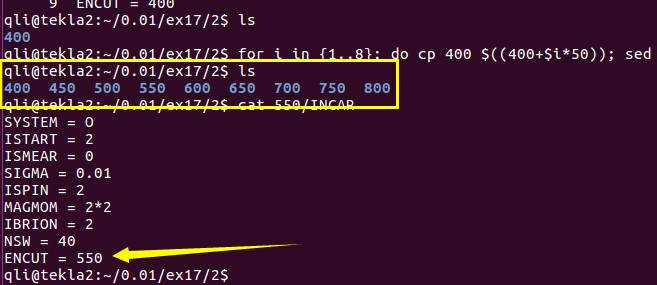 9  ENCUT = 400
qli@tekla2:~/0.01/ex17/2$ ls
400
qli@tekla2:~/0.01/ex17/2$ for i in {1..8}; do cp 400 $((400+$i*50)); sed
qli@tekla2:~/0.01/ex17/2$ ls
400  450  500  550  600  650  700  750  800
qli@tekla2:~/0.01/ex17/2$ cat 550/INCAR
SYSTEM = O
ISTART = 2
ISMEAR = 0
SIGMA = 0.01
ISPIN = 2
MAGMOM = 2*2
IBRION = 2
NSW = 40
ENCUT = 550
qli@tekla2:~/0.01/ex17/2$